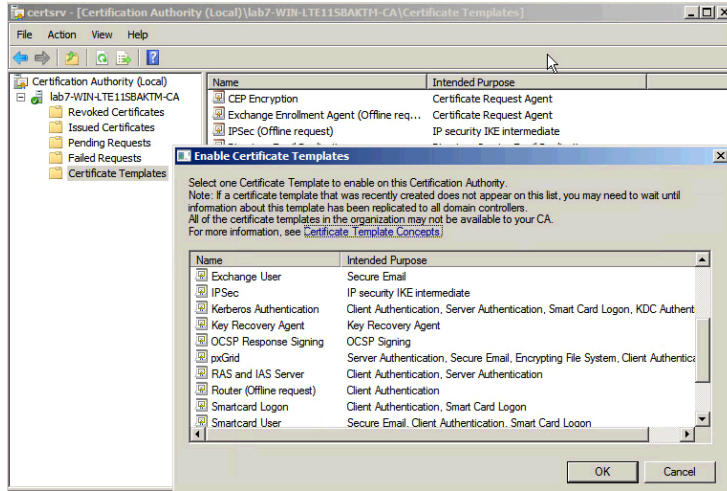 certsrv - [Certification Authority (Local)\lab7-WIN-LTE11SBAKTM-CA\Certificate Templates]
File Action View Help
Certification Authority (Local)
lab7-WIN-LTE11SBAKTM-CA
Revoked Certificates
Issued Certificates
Pending Requests
Failed Requests
Certificate Templates
Name Intended Purpose
CEP Encryption Certificate Request Agent
Exchange Enrollment Agent (Offline req... Certificate Request Agent
IPSec (Offline request) IP security IKE intermediate
Enable Certificate Templates
Select one Certificate Template to enable on this Certification Authority.
Note: If a certificate template that was recently created does not appear on this list, you may need to wait until
information about this template has been replicated to all domain controllers.
All of the certificate templates in the organization may not be available to your CA.
For more information, see Certificate Template Concepts.
Name Intended Purpose
Exchange User Secure Email
IPSec IP security IKE intermediate
Kerberos Authentication Client Authentication, Server Authentication, Smart Card Logon, KDC Authent
Key Recovery Agent Key Recovery Agent
OCSP Response Signing OCSP Signing
pxGrid Server Authentication, Secure Email, Encrypting File System, Client Authentica
RAS and IAS Server Client Authentication, Server Authentication
Router (Offline request) Client Authentication
Smartcard Logon Client Authentication, Smart Card Logon
Smartcard User Secure Email, Client Authentication, Smart Card Logon
OK Cancel